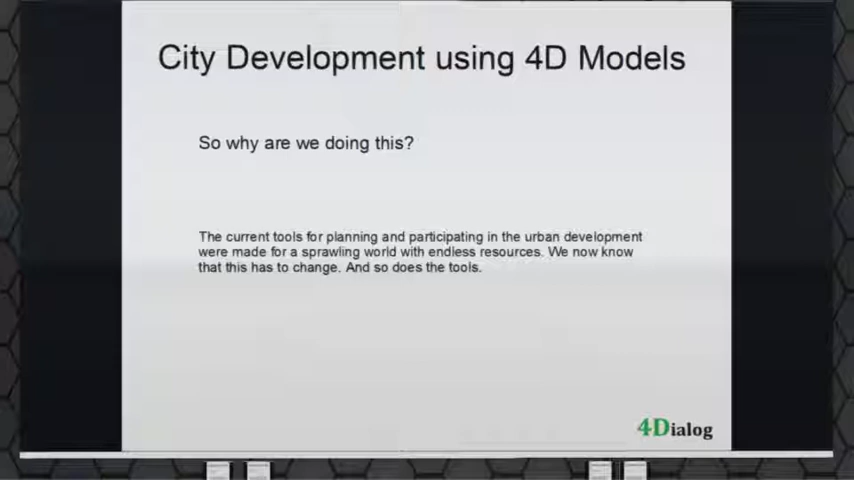 City Development using 4D Models
So why are we doing this?
The current tools for planning and participating in the urban development
were made for a sprawling world with endless resources. We now know
that this has to change. And so does the tools.
4Dialog